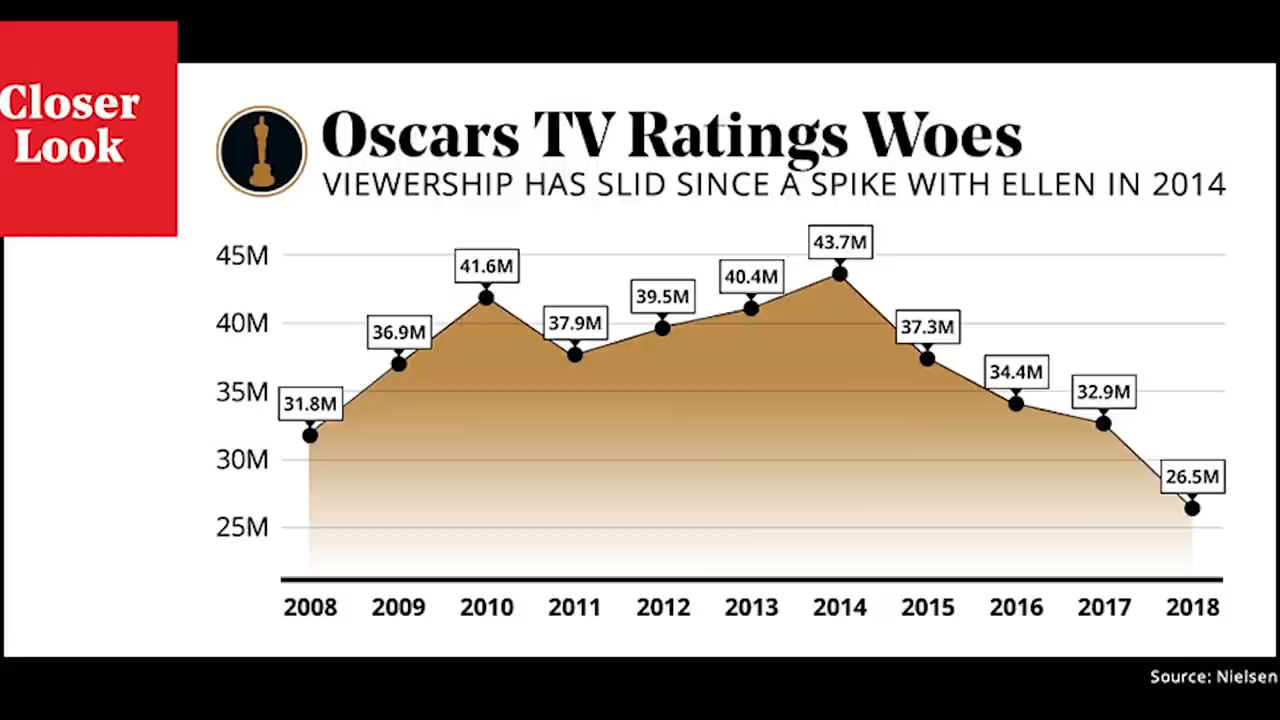 Closer
Look
Oscars TV Ratings Woes
VIEWERSHIP HAS SLID SINCE A SPIKE WITH ELLEN IN 2014
45M
40M
35M
30M
25M
31.8M
36.9M
41.6M
37.9M
39.5M
40.4M
43.7M
37.3M
34.4M
32.9M
26.5M
2008 2009 2010 2011 2012 2013 2014 2015 2016 2017 2018
Source: Nielsen